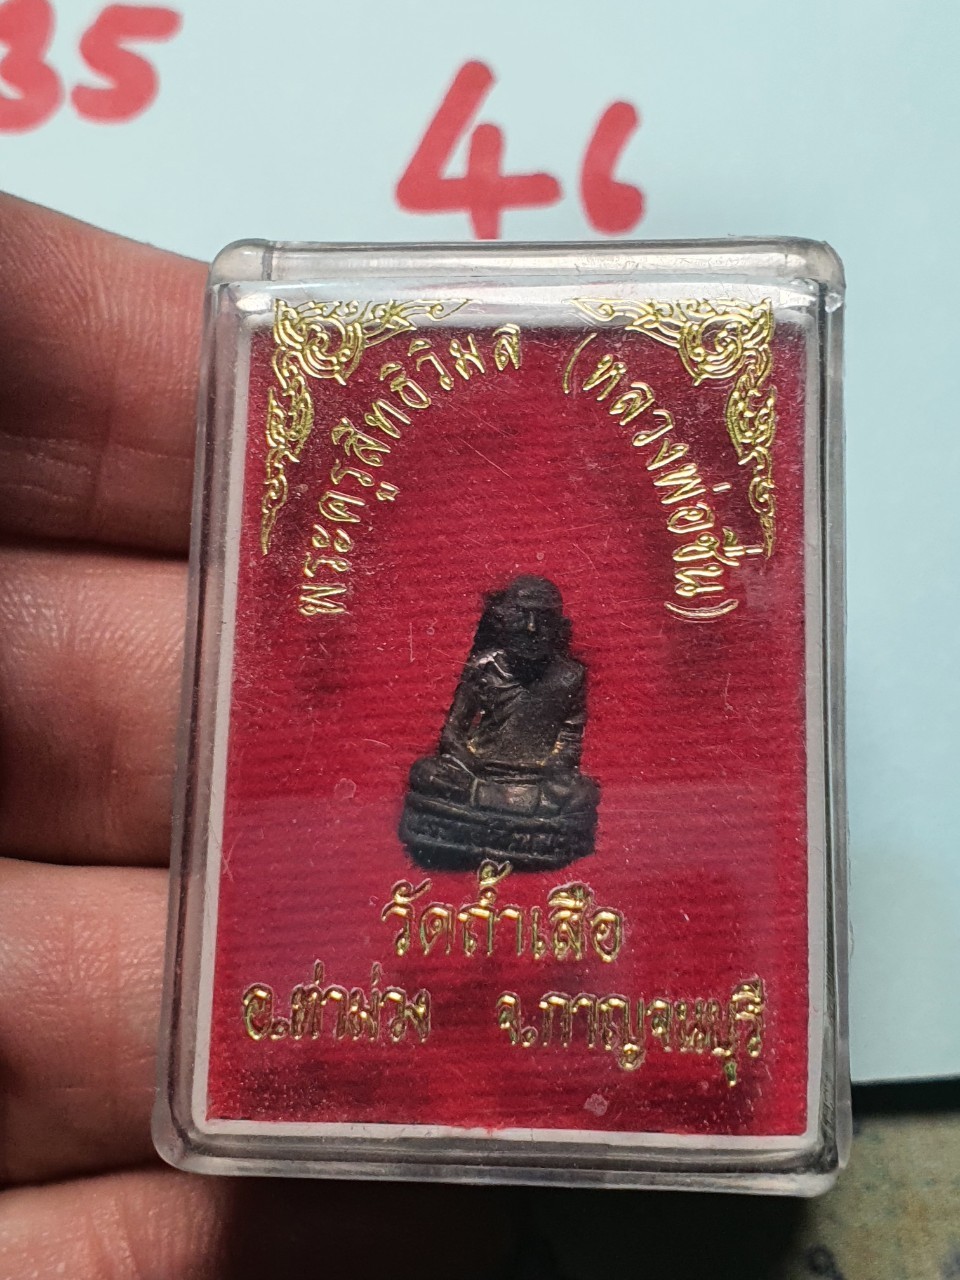 35
46
พระครูสิทธิวิมล (หลวงพ่อชื่น)
วัดถ้ำเสือ
อ.ท่าม่วง จ.กาญจนบุรี